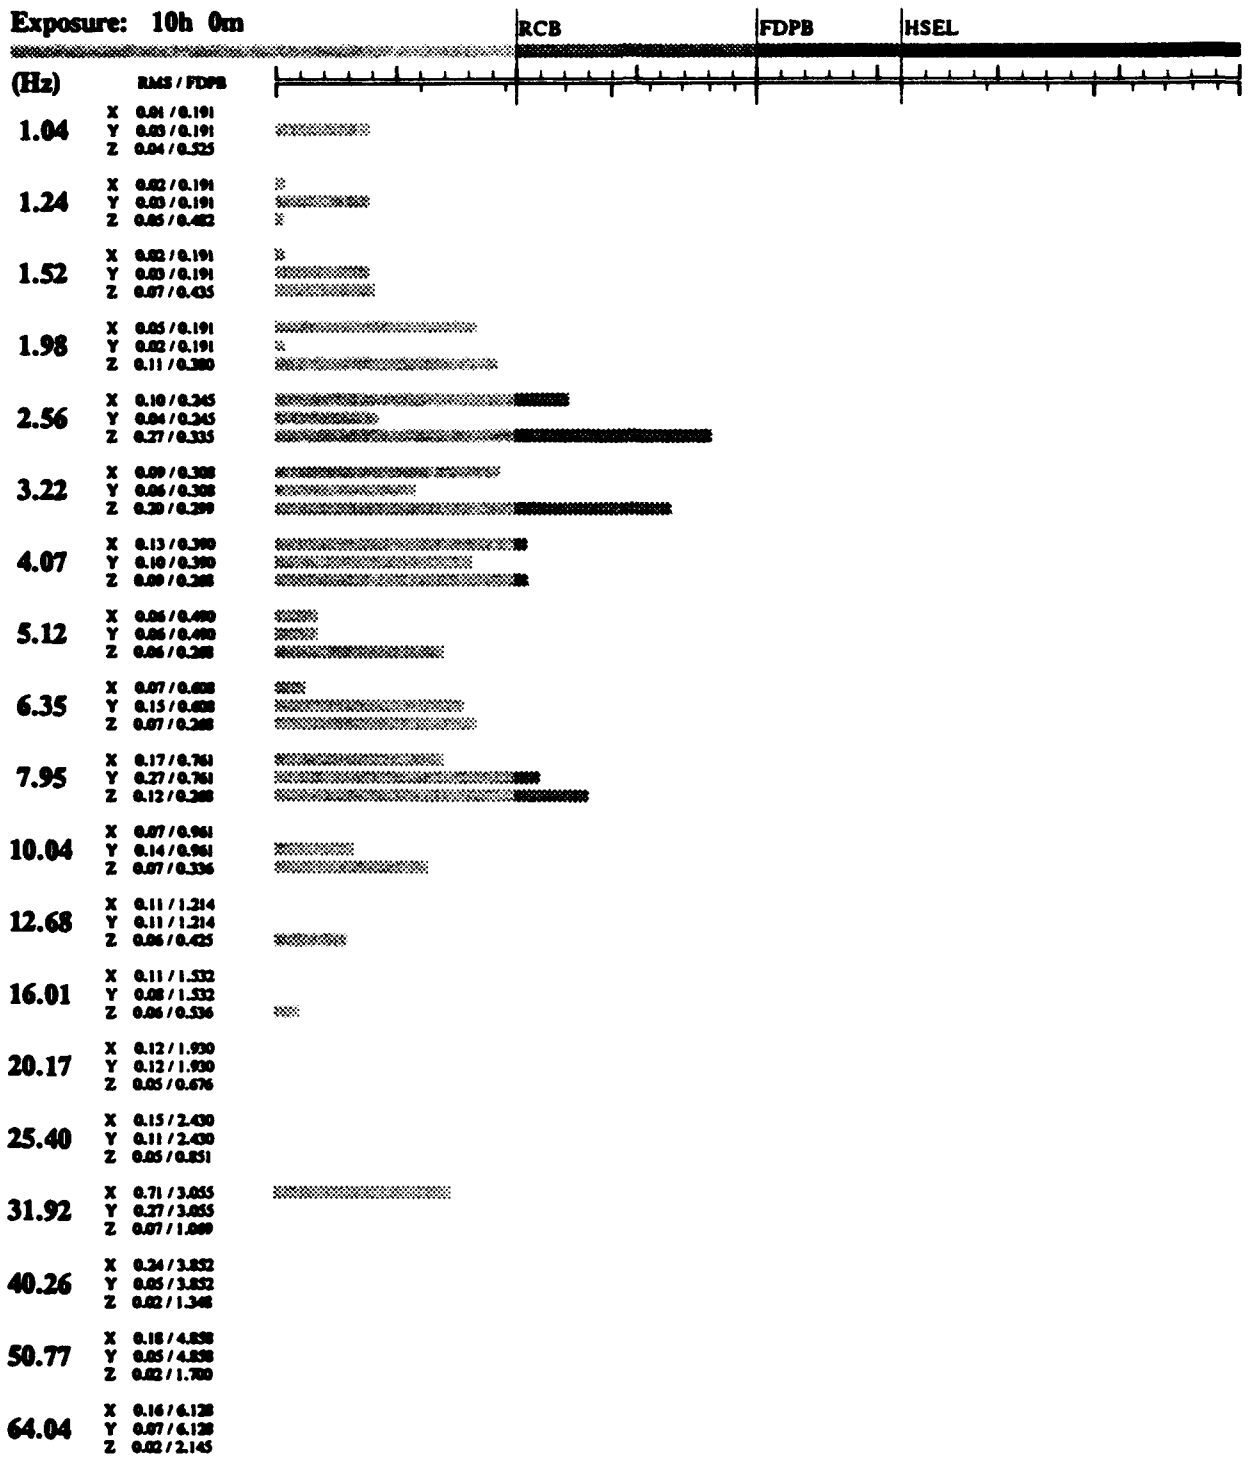 Exposure: 10h 0m RCB FDPB HSEL
(Hz) RMS / FDPB
1.04 X 0.01 / 0.191
Y 0.03 / 0.191
Z 0.04 / 0.525
1.24 X 0.02 / 0.191
Y 0.03 / 0.191
Z 0.05 / 0.482
1.52 X 0.02 / 0.191
Y 0.03 / 0.191
Z 0.07 / 0.435
1.98 X 0.05 / 0.191
Y 0.02 / 0.191
Z 0.11 / 0.380
2.56 X 0.10 / 0.245
Y 0.04 / 0.245
Z 0.27 / 0.335
3.22 X 0.09 / 0.308
Y 0.06 / 0.308
Z 0.20 / 0.299
4.07 X 0.13 / 0.390
Y 0.10 / 0.390
Z 0.09 / 0.268
5.12 X 0.06 / 0.490
Y 0.06 / 0.490
Z 0.06 / 0.268
6.35 X 0.07 / 0.608
Y 0.15 / 0.608
Z 0.07 / 0.268
7.95 X 0.17 / 0.761
Y 0.27 / 0.761
Z 0.12 / 0.268
10.04 X 0.07 / 0.961
Y 0.14 / 0.961
Z 0.07 / 0.336
12.68 X 0.11 / 1.214
Y 0.11 / 1.214
Z 0.06 / 0.425
16.01 X 0.11 / 1.532
Y 0.08 / 1.532
Z 0.06 / 0.536
20.17 X 0.12 / 1.930
Y 0.12 / 1.930
Z 0.05 / 0.676
25.40 X 0.15 / 2.430
Y 0.11 / 2.430
Z 0.05 / 0.851
31.92 X 0.71 / 3.055
Y 0.27 / 3.055
Z 0.07 / 1.069
40.26 X 0.24 / 3.852
Y 0.05 / 3.852
Z 0.02 / 1.348
50.77 X 0.18 / 4.858
Y 0.05 / 4.858
Z 0.02 / 1.700
64.04 X 0.16 / 6.128
Y 0.07 / 6.128
Z 0.02 / 2.145